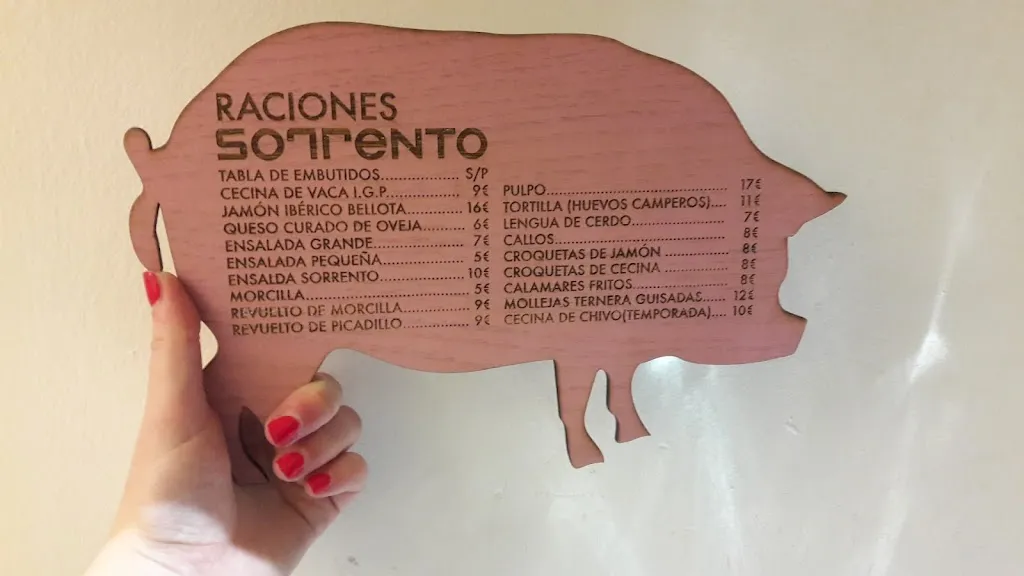 RACIONES
SORRENTO
TABLA DE EMBUTIDOS................ S/P
CECINA DE VACA I.G.P................ 9€
JAMÓN IBÉRICO BELLOTA............ 16€
QUESO CURADO DE OVEJA......... 6€
ENSALADA GRANDE.................. 7€
ENSALADA PEQUEÑA................ 5€
ENSALDA SORRENTO................. 10€
MORCILLA................................ 5€
REVUELTO DE MORCILLA............ 9€
REVUELTO DE PICADILLO............. 9€
PULPO........................................ 17€
TORTILLA (HUEVOS CAMPEROS).... 11€
LENGUA DE CERDO..................... 7€
CALLOS....................................... 8€
CROQUETAS DE JAMÓN............... 8€
CROQUETAS DE CECINA............... 8€
CALAMARES FRITOS..................... 8€
MOLLEJAS TERNERA GUISADAS..... 12€
CECINA DE CHIVO(TEMPORADA).... 10€